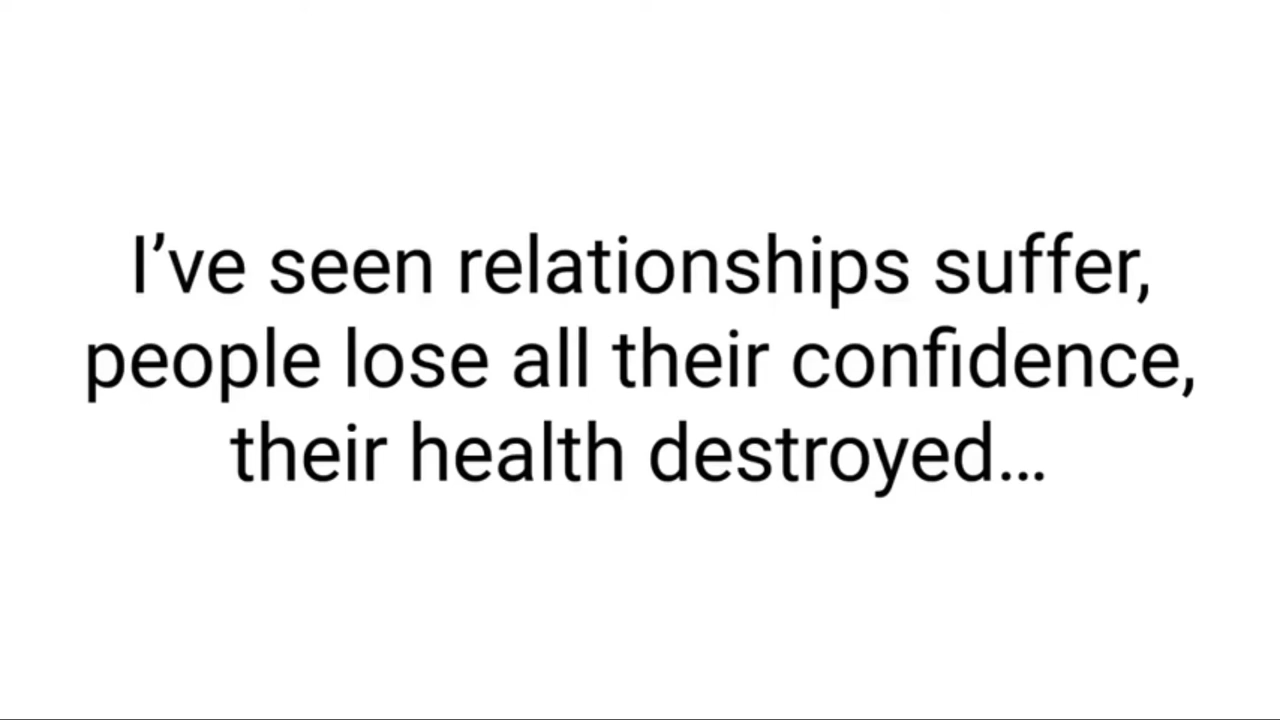 I’ve seen relationships suffer,
people lose all their confidence,
their health destroyed…